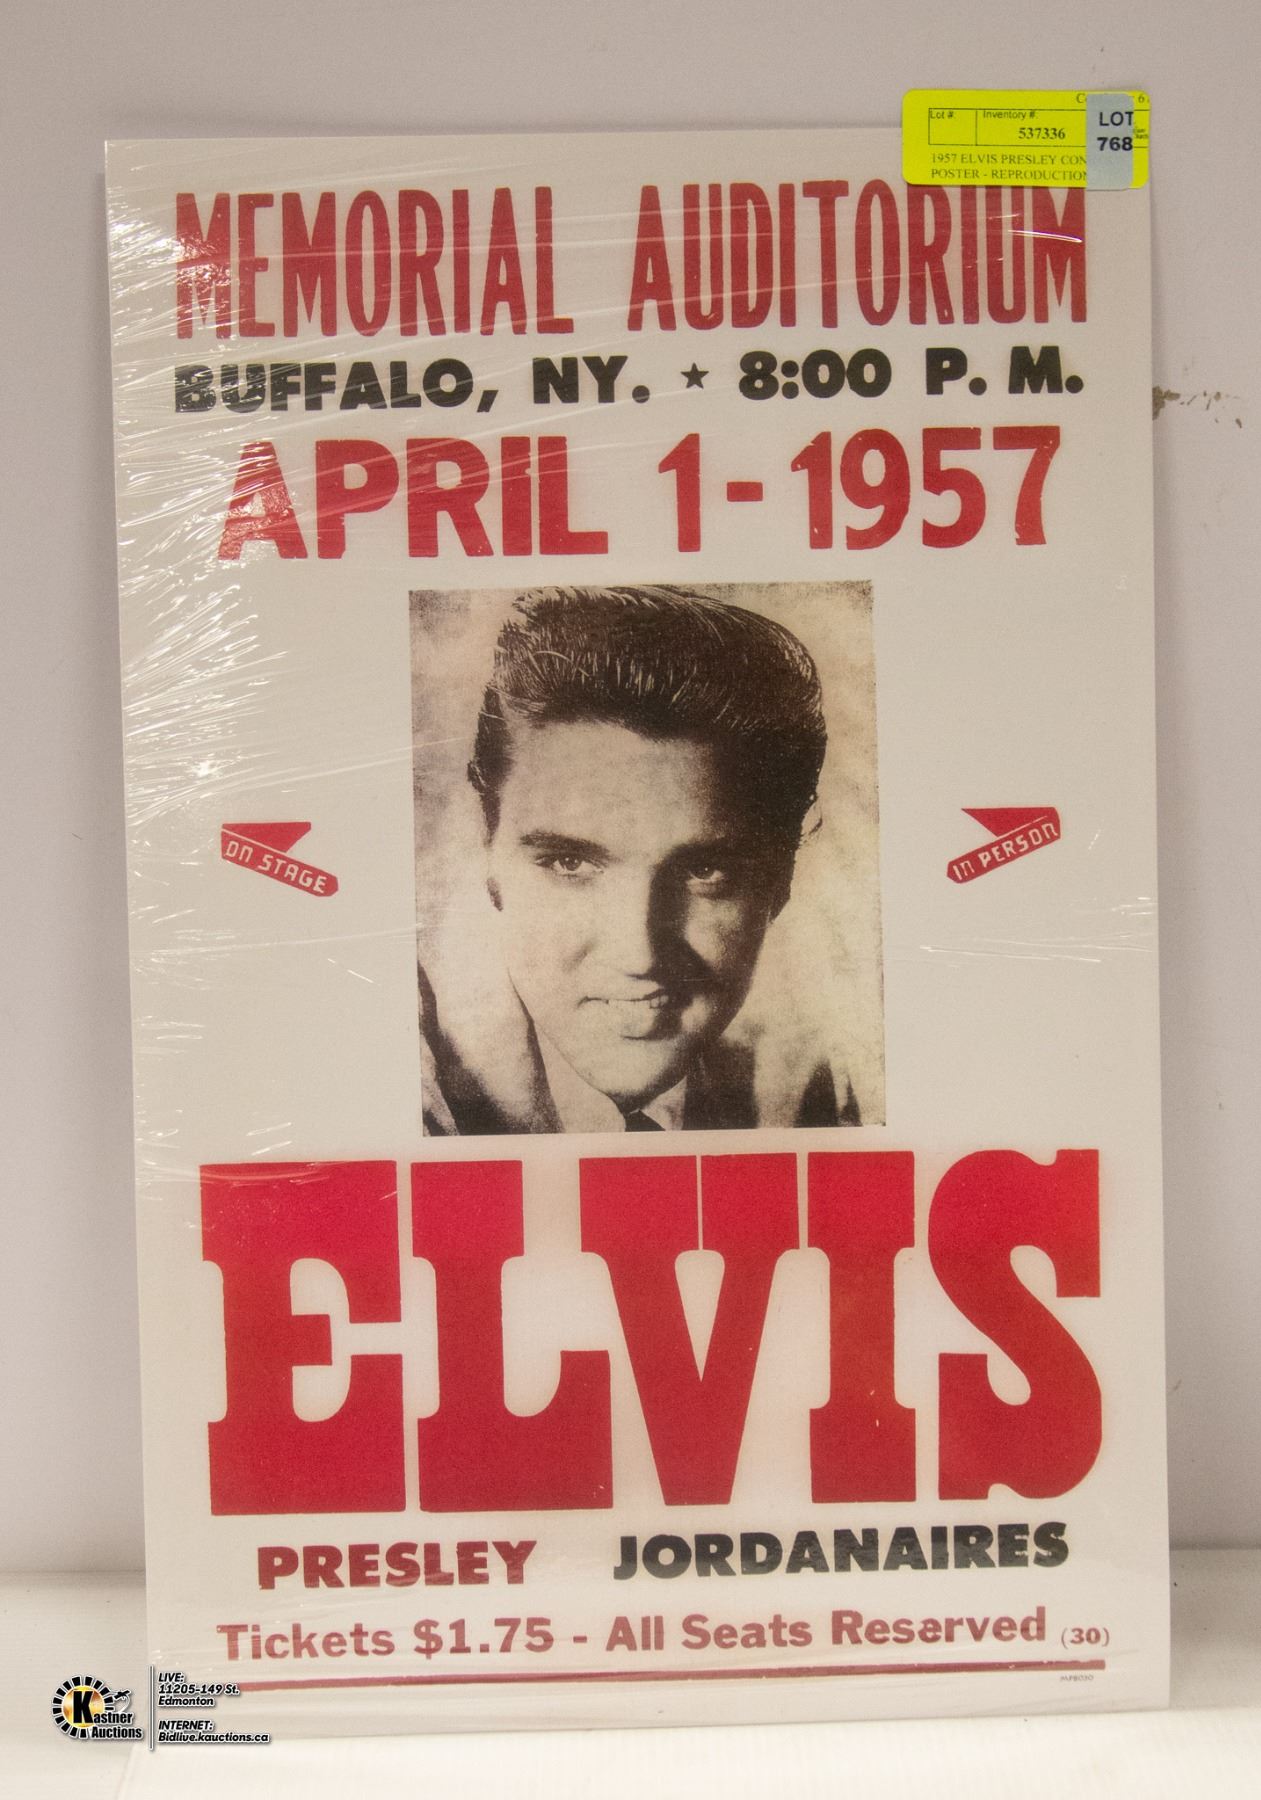 Lot #: Inventory #:
537336
LOT
768
1957 ELVIS PRESLEY
POSTER - REPRODUCTION
MEMORIAL AUDITORIUM
BUFFALO, NY. ★ 8:00 P. M.
APRIL 1-1957
ON STAGE
IN PERSON
ELVIS
PRESLEY JORDANAIRES
Tickets $1.75 - All Seats Reserved (30)
Kastner
Auctions
LIVE:
11205-149 St.
Edmonton
INTERNET:
Bidlive.kauctions.ca